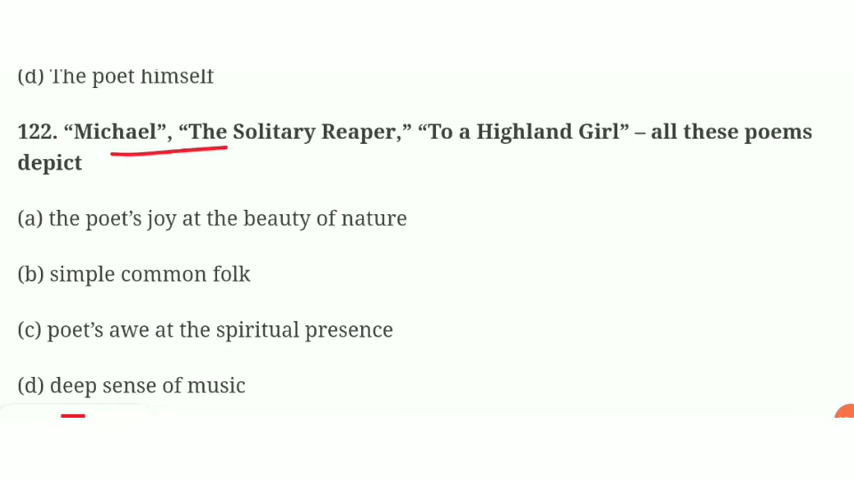 (d) The poet himself
122. “Michael”, “The Solitary Reaper,” “To a Highland Girl” – all these poems
depict
(a) the poet’s joy at the beauty of nature
(b) simple common folk
(c) poet’s awe at the spiritual presence
(d) deep sense of music